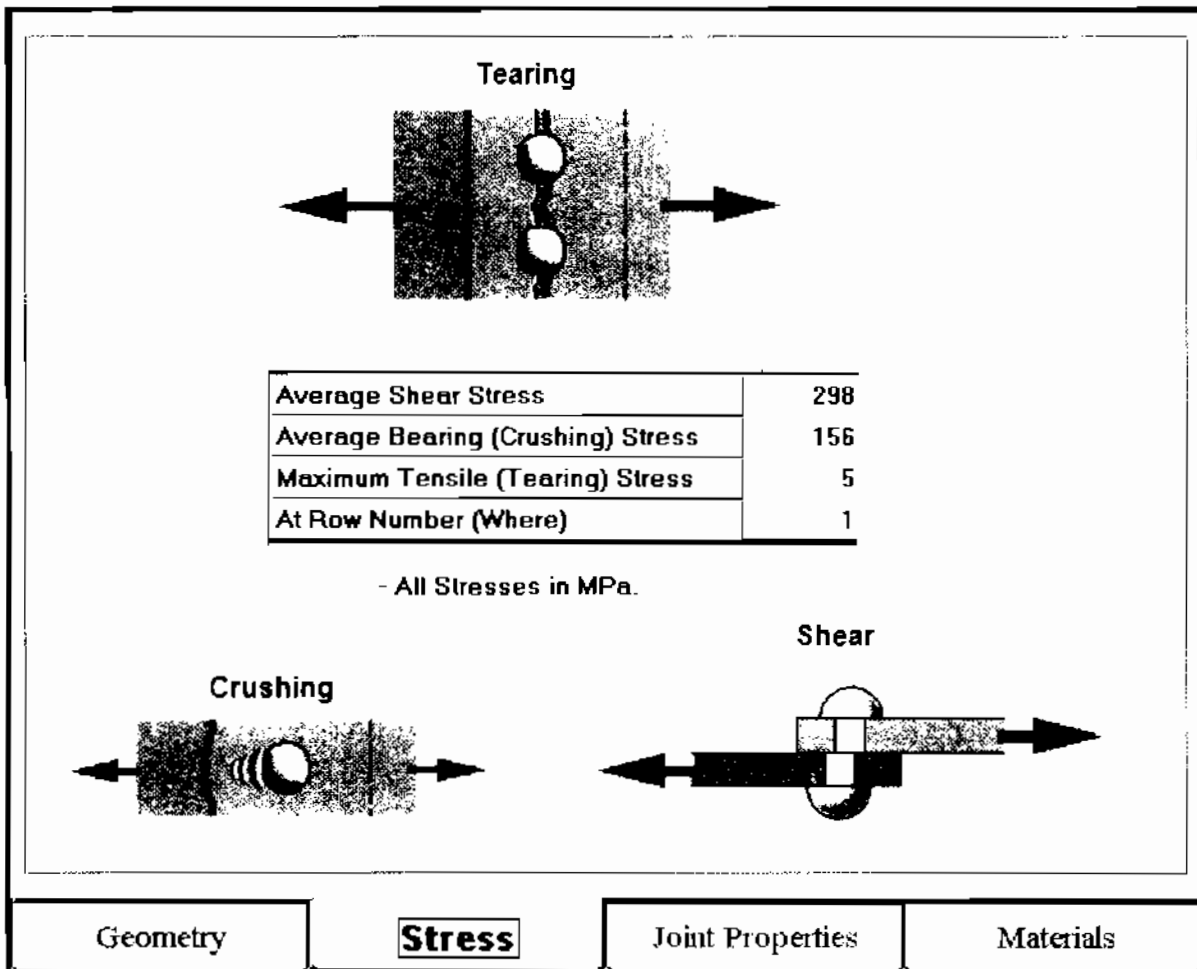 Tearing
Average Shear Stress 298
Average Bearing (Crushing) Stress 156
Maximum Tensile (Tearing) Stress 5
At Row Number (Where) 1
- All Stresses in MPa.
Shear
Crushing
Geometry Stress Joint Properties Materials